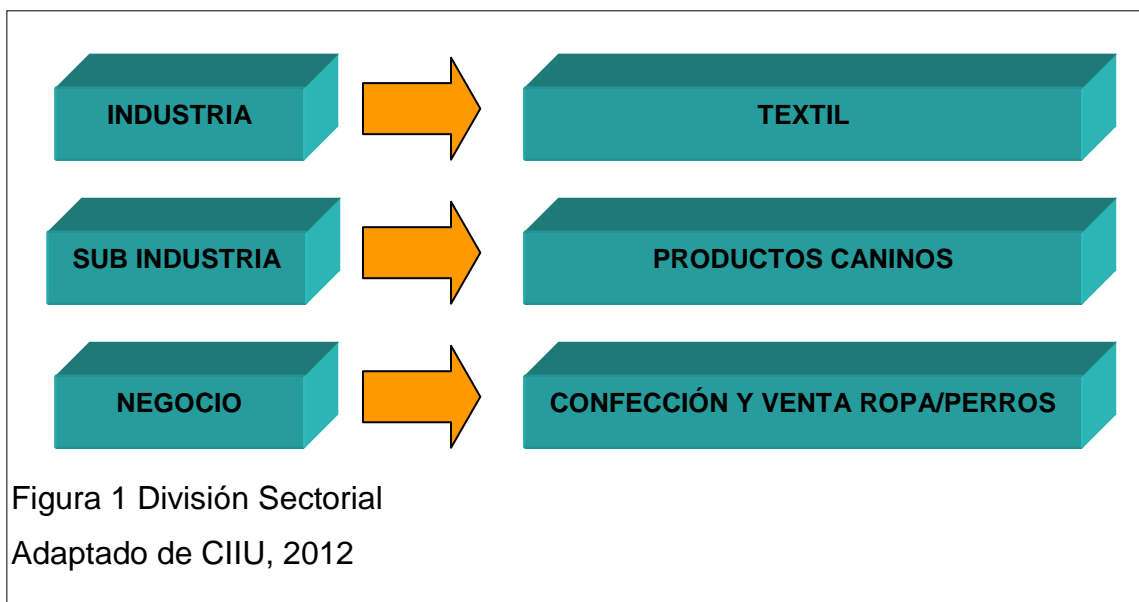 INDUSTRIA
TEXTIL
SUB INDUSTRIA
PRODUCTOS CANINOS
NEGOCIO
CONFECCIÓN Y VENTA ROPA/PERROS
Figura 1 División Sectorial
Adaptado de CIIU, 2012